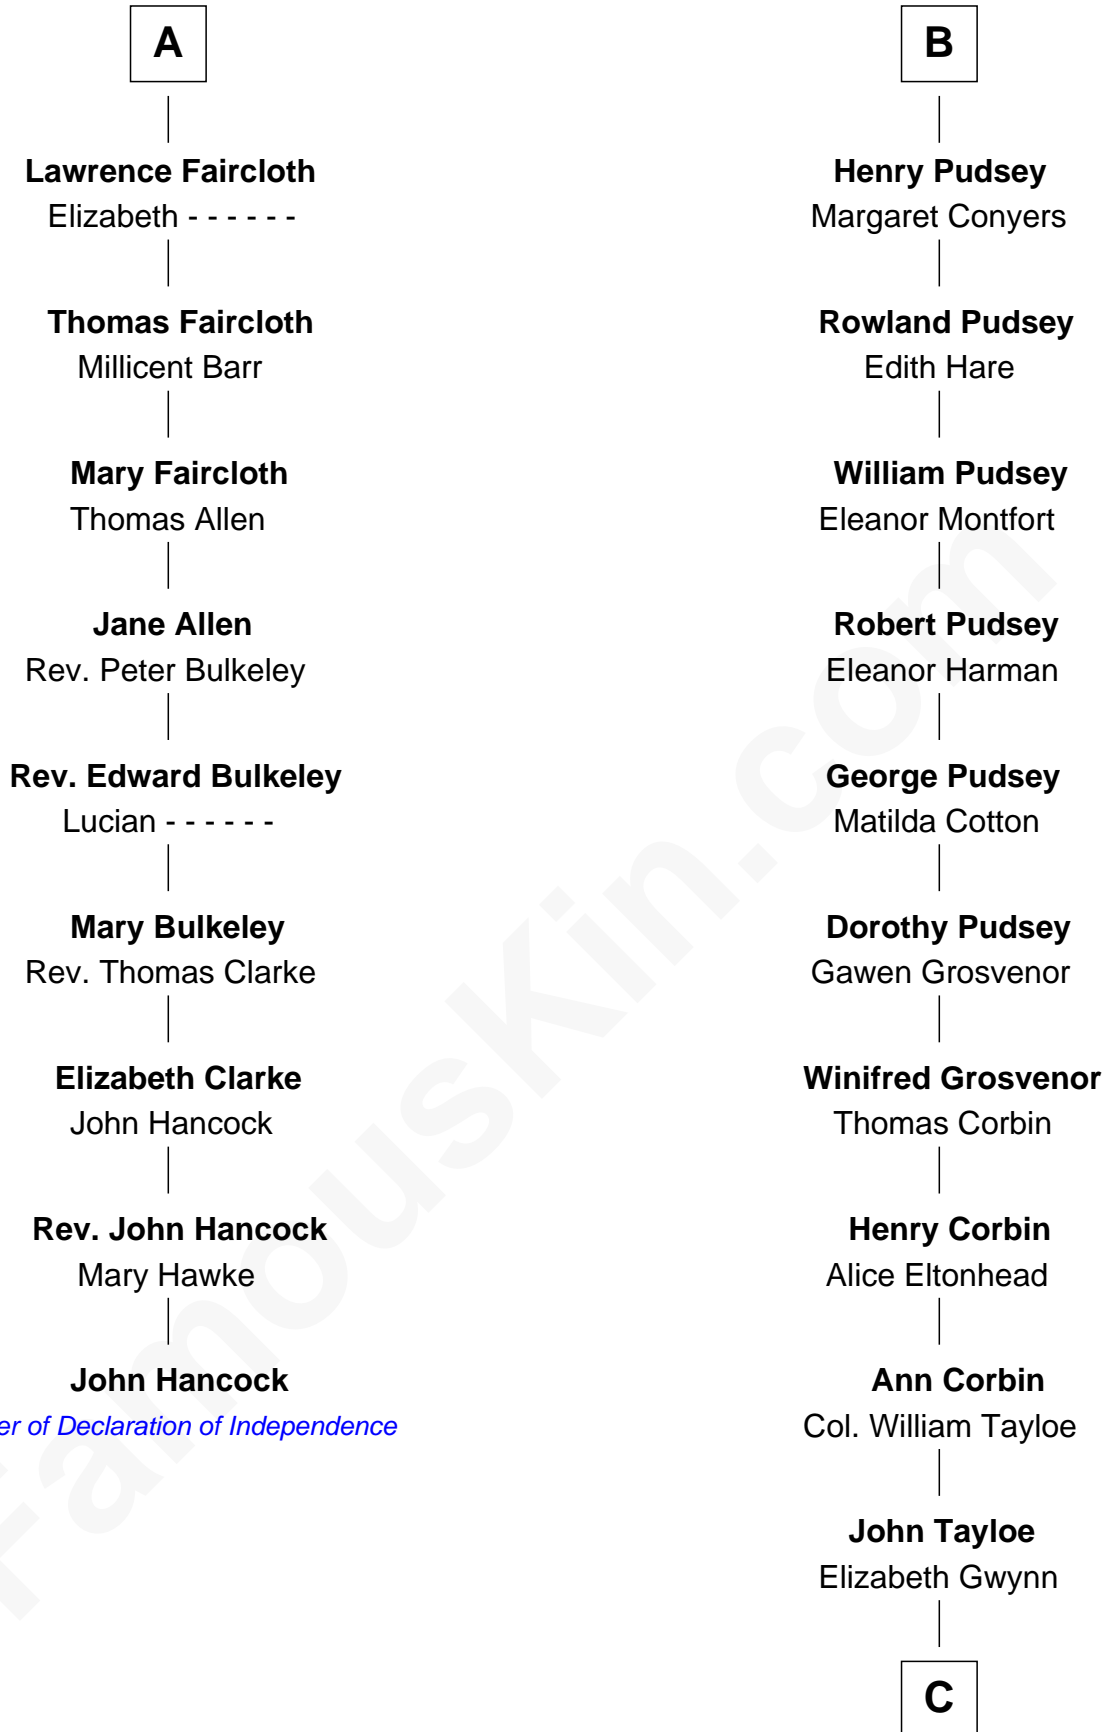 A
Lawrence Faircloth
Elizabeth - - - - - -
Thomas Faircloth
Millicent Barr
Mary Faircloth
Thomas Allen
Jane Allen
Rev. Peter Bulkeley
Rev. Edward Bulkeley
Lucian - - - - - -
Mary Bulkeley
Rev. Thomas Clarke
Elizabeth Clarke
John Hancock
Rev. John Hancock
Mary Hawke
John Hancock
er of Declaration of Independence
B
Henry Pudsey
Margaret Conyers
Rowland Pudsey
Edith Hare
William Pudsey
Eleanor Montfort
Robert Pudsey
Eleanor Harman
George Pudsey
Matilda Cotton
Dorothy Pudsey
Gawen Grosvenor
Winifred Grosvenor
Thomas Corbin
Henry Corbin
Alice Eltonhead
Ann Corbin
Col. William Tayloe
John Tayloe
Elizabeth Gwynn
C
FamousKin.com